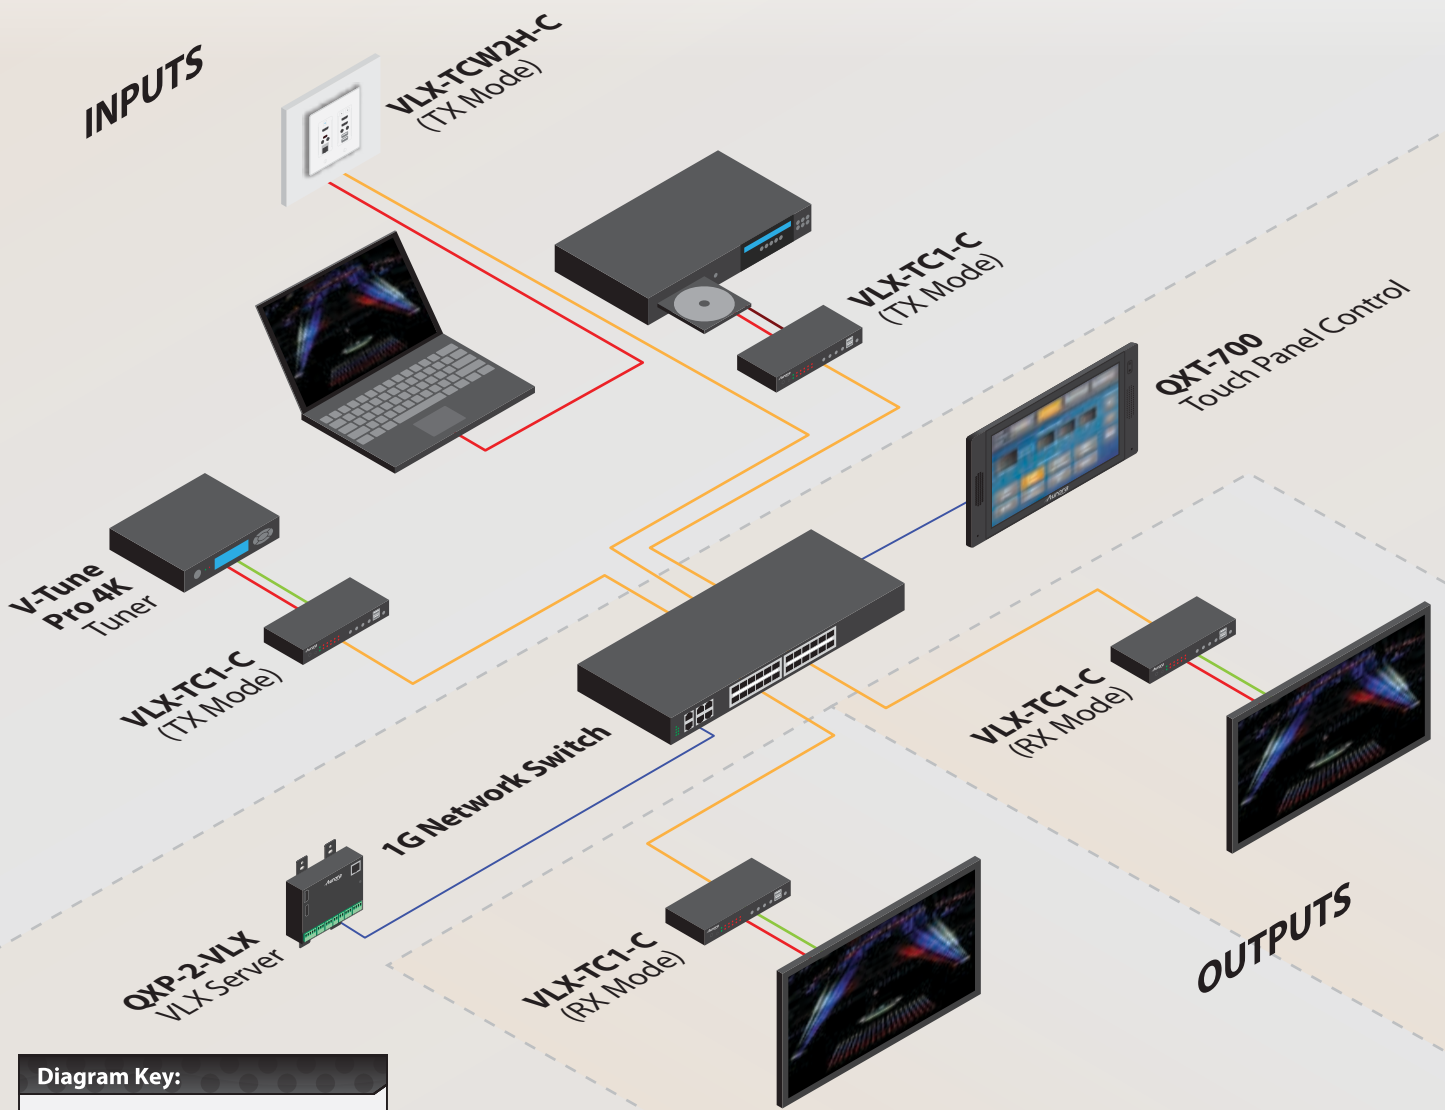 INPUTS
VLX-TCW2H-C
(TX Mode)
VLX-TC1-C
(TX Mode)
QXT-700
Touch Panel Control
Aurora
V-Tune
Pro 4K
Tuner
VLX-TC1-C
(TX Mode)
VLX-TC1-C
(RX Mode)
1G Network Switch
Aurora
QXP-2-VLX
VLX Server
VLX-TC1-C
(RX Mode)
OUTPUTS
Diagram Key: